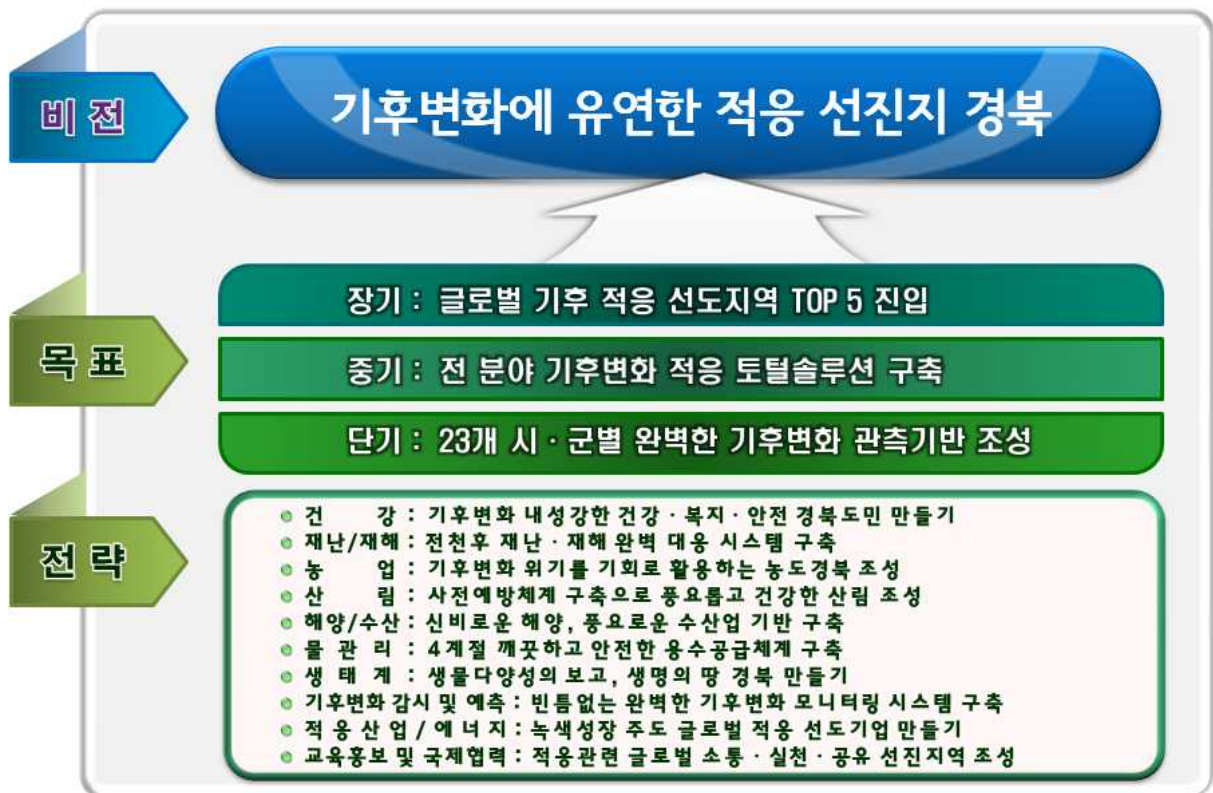 비 전
기후변화에 유연한 적응 선진지 경북
목 표
장기 : 글로벌 기후 적응 선도지역 TOP 5 진입
중기 : 전 분야 기후변화 적응 토털솔루션 구축
단기 : 23개 시 · 군별 완벽한 기후변화 관측기반 조성
전 략
건 강 : 기후변화 내성강한 건강 · 복지 · 안전 경북도민 만들기
재난/재해 : 전천후 재난 · 재해 완벽 대응 시스템 구축
농 업 : 기후변화 위기를 기회로 활용하는 농도경북 조성
산 림 : 사전예방체계 구축으로 풍요롭고 건강한 산림 조성
해양/수산 : 신비로운 해양, 풍요로운 수산업 기반 구축
물 관 리 : 4계절 깨끗하고 안전한 용수공급체계 구축
생 태 계 : 생물다양성의 보고, 생명의 땅 경북 만들기
기후변화 감시 및 예측 : 빈틈없는 완벽한 기후변화 모니터링 시스템 구축
적 응 산 업 / 에 너 지 : 녹색성장 주도 글로벌 적응 선도기업 만들기
교육홍보 및 국제협력 : 적응관련 글로벌 소통 · 실천 · 공유 선진지역 조성